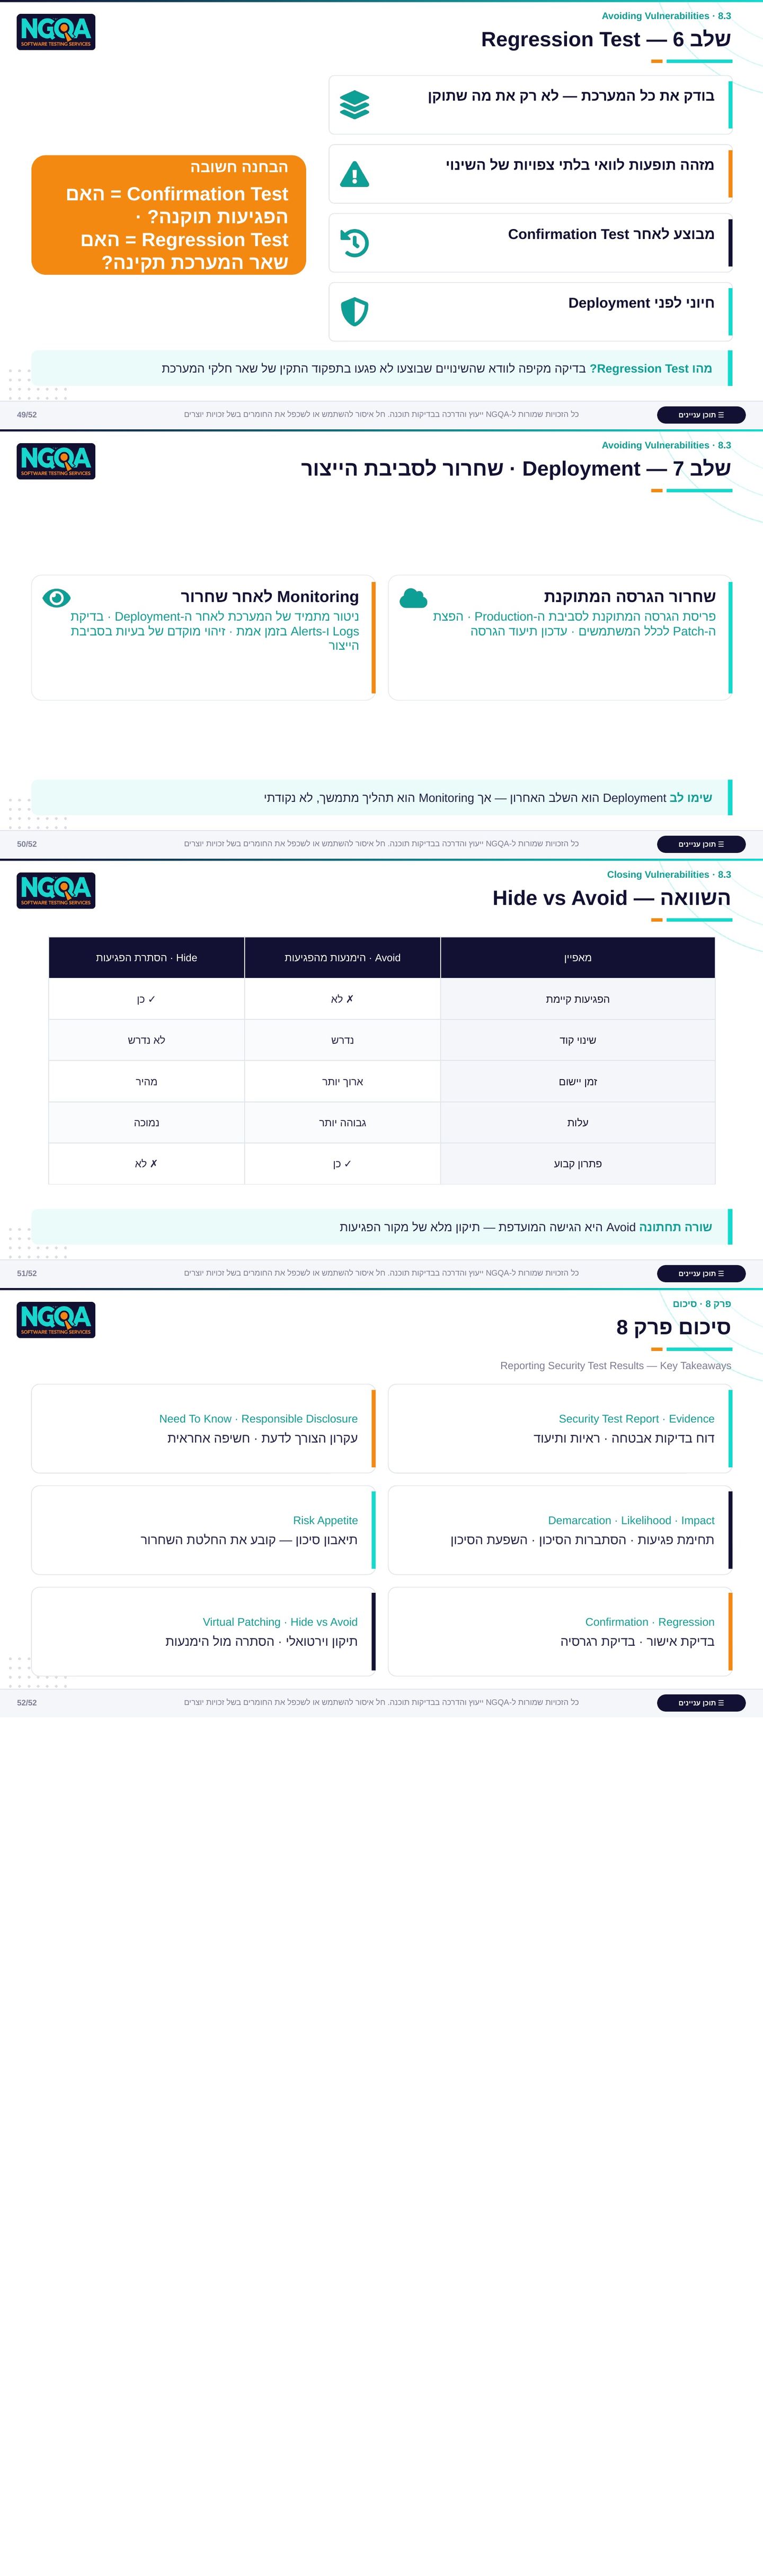 8.3 · Avoiding Vulnerabilities
NGQA
SOFTWARE TESTING SERVICES
שלב 6 — Regression Test
בודק את כל המערכת — לא רק את מה שתוקן
מזהה תופעות לוואי בלתי צפויות של השינוי
מבוצע לאחר Confirmation Test
חיוני לפני Deployment
הבחנה חשובה
Confirmation Test = האם
הפגיעות תוקנה? ·
Regression Test = האם
שאר המערכת תקינה?
מהו Regression Test? בדיקה מקיפה לוודא שהשינויים שבוצעו לא פגעו בתפקוד התקין של שאר חלקי המערכת
☰ תוכן עניינים
כל הזכויות שמורות ל-NGQA ייעוץ והדרכה בבדיקות תוכנה. חל איסור להשתמש או לשכפל את החומרים בשל זכויות יוצרים
49/52
8.3 · Avoiding Vulnerabilities
NGQA
SOFTWARE TESTING SERVICES
שלב 7 — Deployment · שחרור לסביבת הייצור
שחרור הגרסה המתוקנת
פריסת הגרסה המתוקנת לסביבת ה-Production · הפצת
ה-Patch לכלל המשתמשים · עדכון תיעוד הגרסה
Monitoring לאחר שחרור
ניטור מתמיד של המערכת לאחר ה-Deployment · בדיקת
Logs ו-Alerts בזמן אמת · זיהוי מוקדם של בעיות בסביבת
הייצור
שימו לב Deployment הוא השלב האחרון — אך Monitoring הוא תהליך מתמשך, לא נקודתי
☰ תוכן עניינים
כל הזכויות שמורות ל-NGQA ייעוץ והדרכה בבדיקות תוכנה. חל איסור להשתמש או לשכפל את החומרים בשל זכויות יוצרים
50/52
8.3 · Closing Vulnerabilities
NGQA
SOFTWARE TESTING SERVICES
השוואה — Hide vs Avoid
מאפיין Avoid · הימנעות מהפגיעות Hide · הסתרת הפגיעות
הפגיעות קיימת ✗ לא ✓ כן
שינוי קוד נדרש לא נדרש
זמן יישום ארוך יותר מהיר
עלות גבוהה יותר נמוכה
פתרון קבוע ✓ כן ✗ לא
שורה תחתונה Avoid היא הגישה המועדפת — תיקון מלא של מקור הפגיעות
☰ תוכן עניינים
כל הזכויות שמורות ל-NGQA ייעוץ והדרכה בבדיקות תוכנה. חל איסור להשתמש או לשכפל את החומרים בשל זכויות יוצרים
51/52
פרק 8 · סיכום
NGQA
SOFTWARE TESTING SERVICES
סיכום פרק 8
Reporting Security Test Results — Key Takeaways
Security Test Report · Evidence
דוח בדיקות אבטחה · ראיות ותיעוד
Need To Know · Responsible Disclosure
עקרון הצורך לדעת · חשיפה אחראית
Demarcation · Likelihood · Impact
תחימת פגיעות · הסתברות הסיכון · השפעת הסיכון
Risk Appetite
תיאבון סיכון — קובע את החלטת השחרור
Confirmation · Regression
בדיקת אישור · בדיקת רגרסיה
Virtual Patching · Hide vs Avoid
תיקון וירטואלי · הסתרה מול הימנעות
☰ תוכן עניינים
כל הזכויות שמורות ל-NGQA ייעוץ והדרכה בבדיקות תוכנה. חל איסור להשתמש או לשכפל את החומרים בשל זכויות יוצרים
52/52